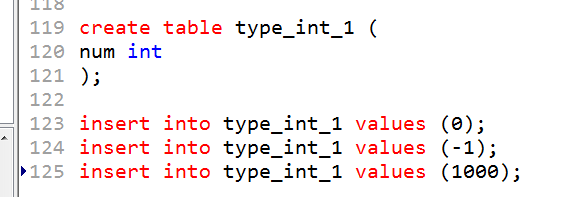 118
119 create table type_int_1 (
120 num int
121 );
122
123 insert into type_int_1 values (0);
124 insert into type_int_1 values (-1);
125 insert into type_int_1 values (1000);